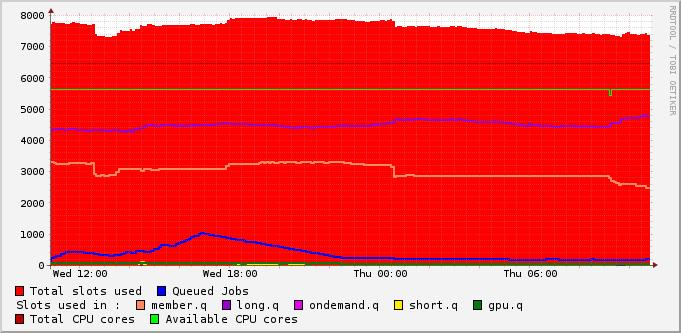 8000
7000
6000
5000
4000
3000
2000
1000
0
Wed 12:00 Wed 18:00 Thu 00:00 Thu 06:00
Total slots used Queued Jobs
Slots used in : member.q long.q ondemand.q short.q gpu.q
Total CPU cores Available CPU cores
RRDTOOL / TOBI OETIKER